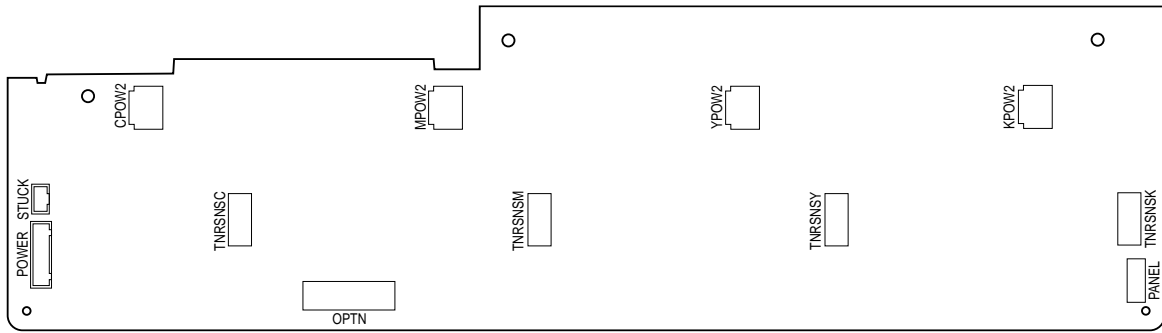 CPOW2
MPOW2
YPOW2
KPOW2
STUCK
POWER
TNRSNSC
TNRSNSM
TNRSNSY
TNRSNSK
PANEL
OPTN